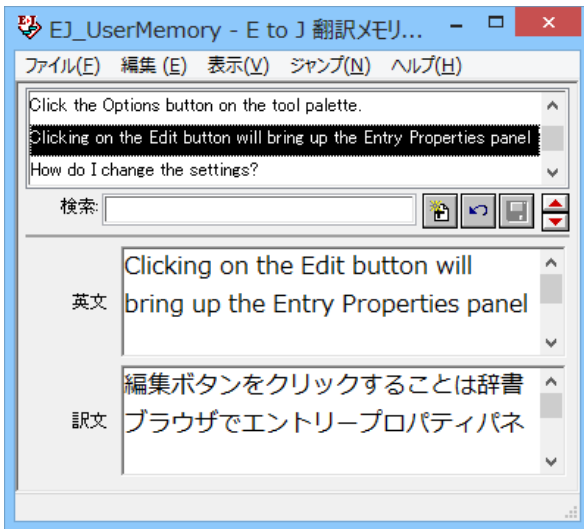 EJ_UserMemory - E to J 翻訳メモリ...
ファイル(F) 編集 (E) 表示(V) ジャンプ(N) ヘルプ(H)
Click the Options button on the tool palette.
Clicking on the Edit button will bring up the Entry Properties panel
How do I change the settings?
検索:
英文
Clicking on the Edit button will
bring up the Entry Properties panel
訳文
編集ボタンをクリックすることは辞書
ブラウザでエントリープロパティパネ